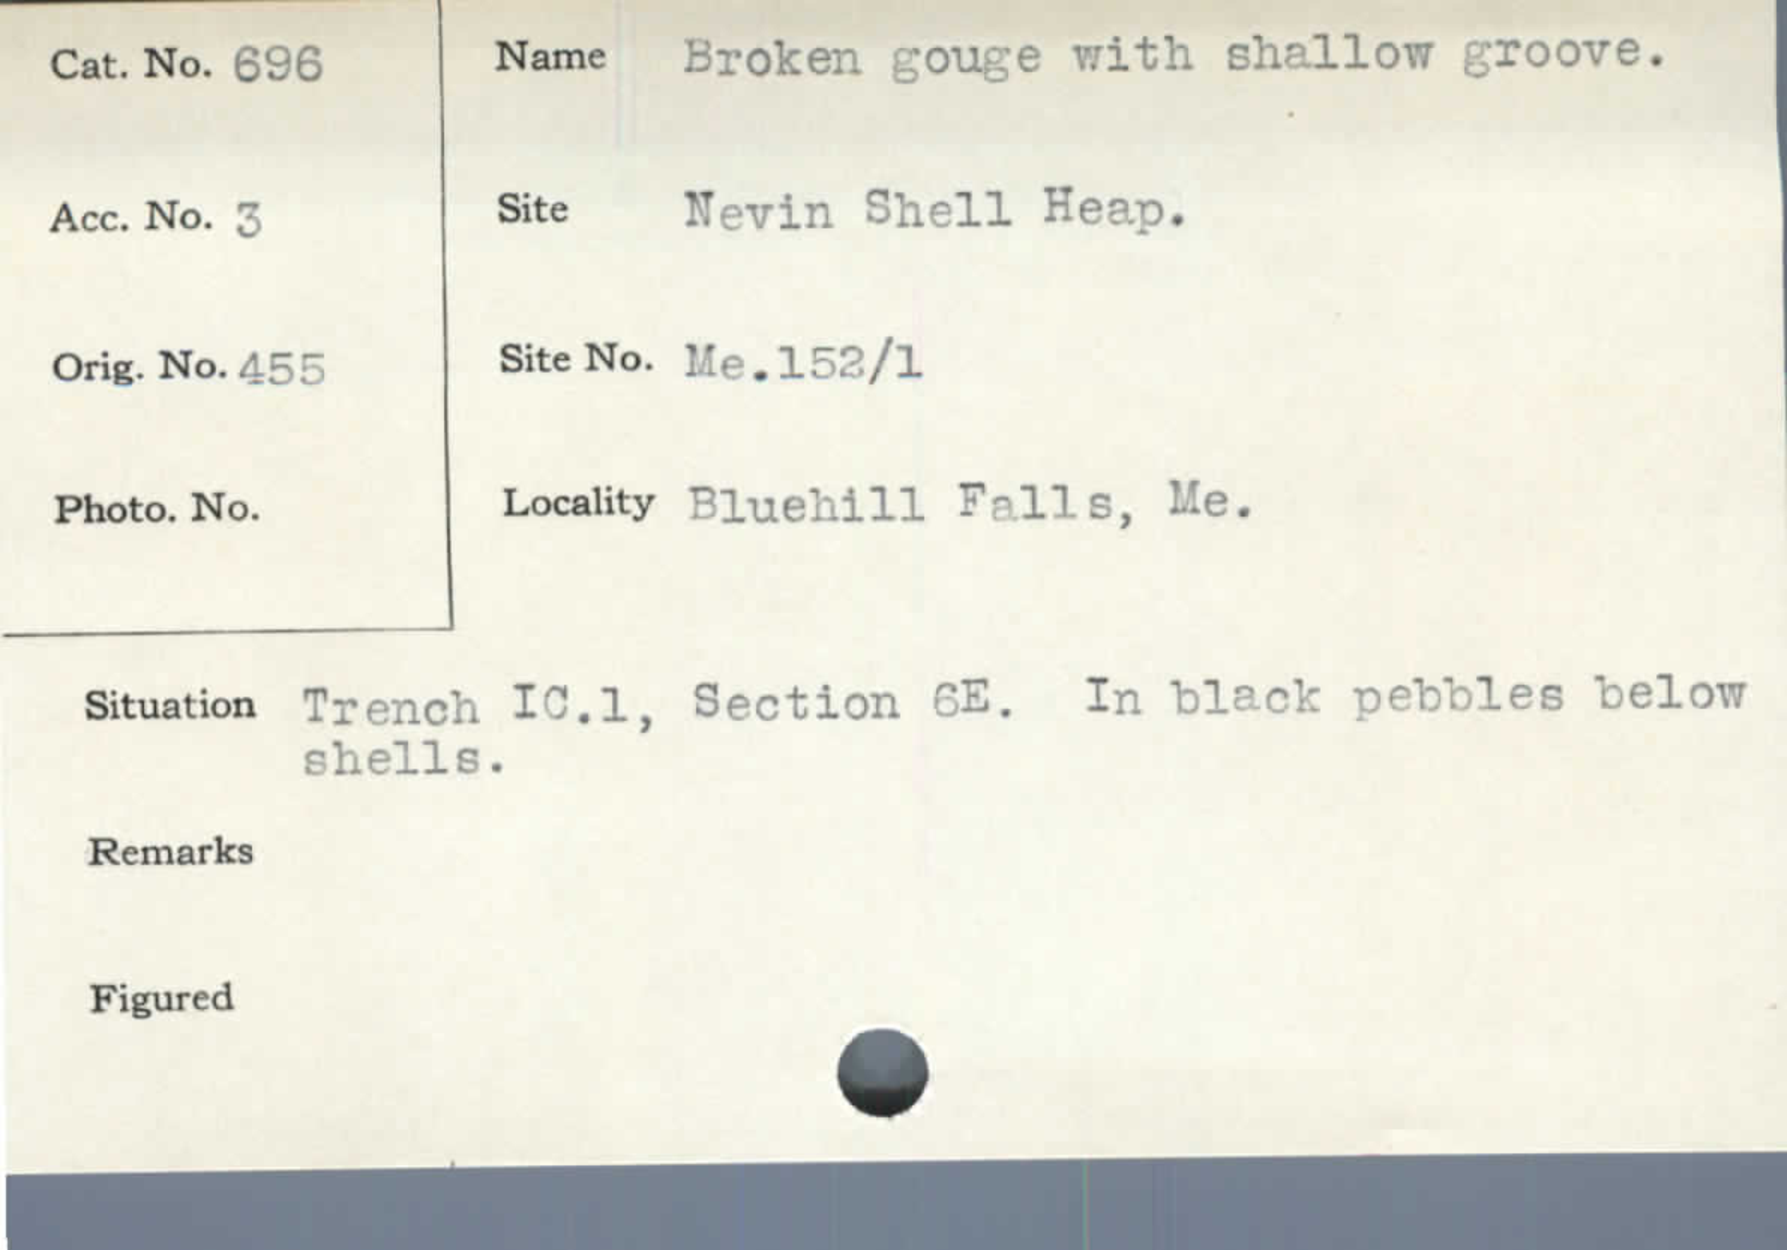 Cat. No. 696
Name Broken gouge with shallow groove.
Acc. No. 3
Site Nevin Shell Heap.
Orig. No. 455
Site No. Me.152/1
Photo. No.
Locality Bluehill Falls, Me.
Situation Trench IC.1, Section 6E. In black pebbles below
shells.
Remarks
Figured